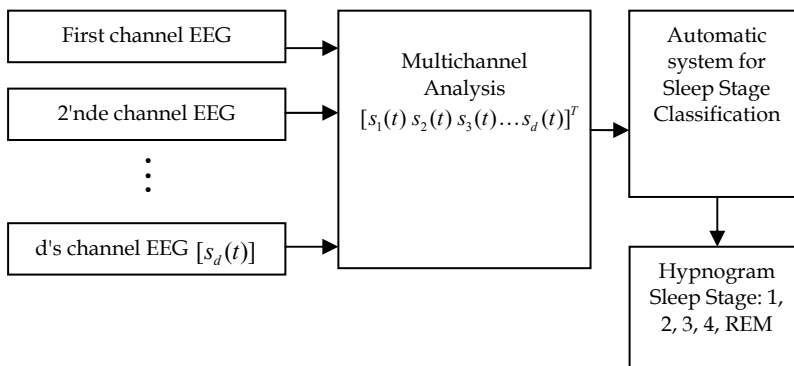 First channel EEG
2'nde channel EEG
⋮
d's channel EEG [s_d(t)]
Multichannel
Analysis
[s_1(t) s_2(t) s_3(t)…s_d(t)]^T
Automatic
system for
Sleep Stage
Classification
Hypnogram
Sleep Stage: 1,
2, 3, 4, REM